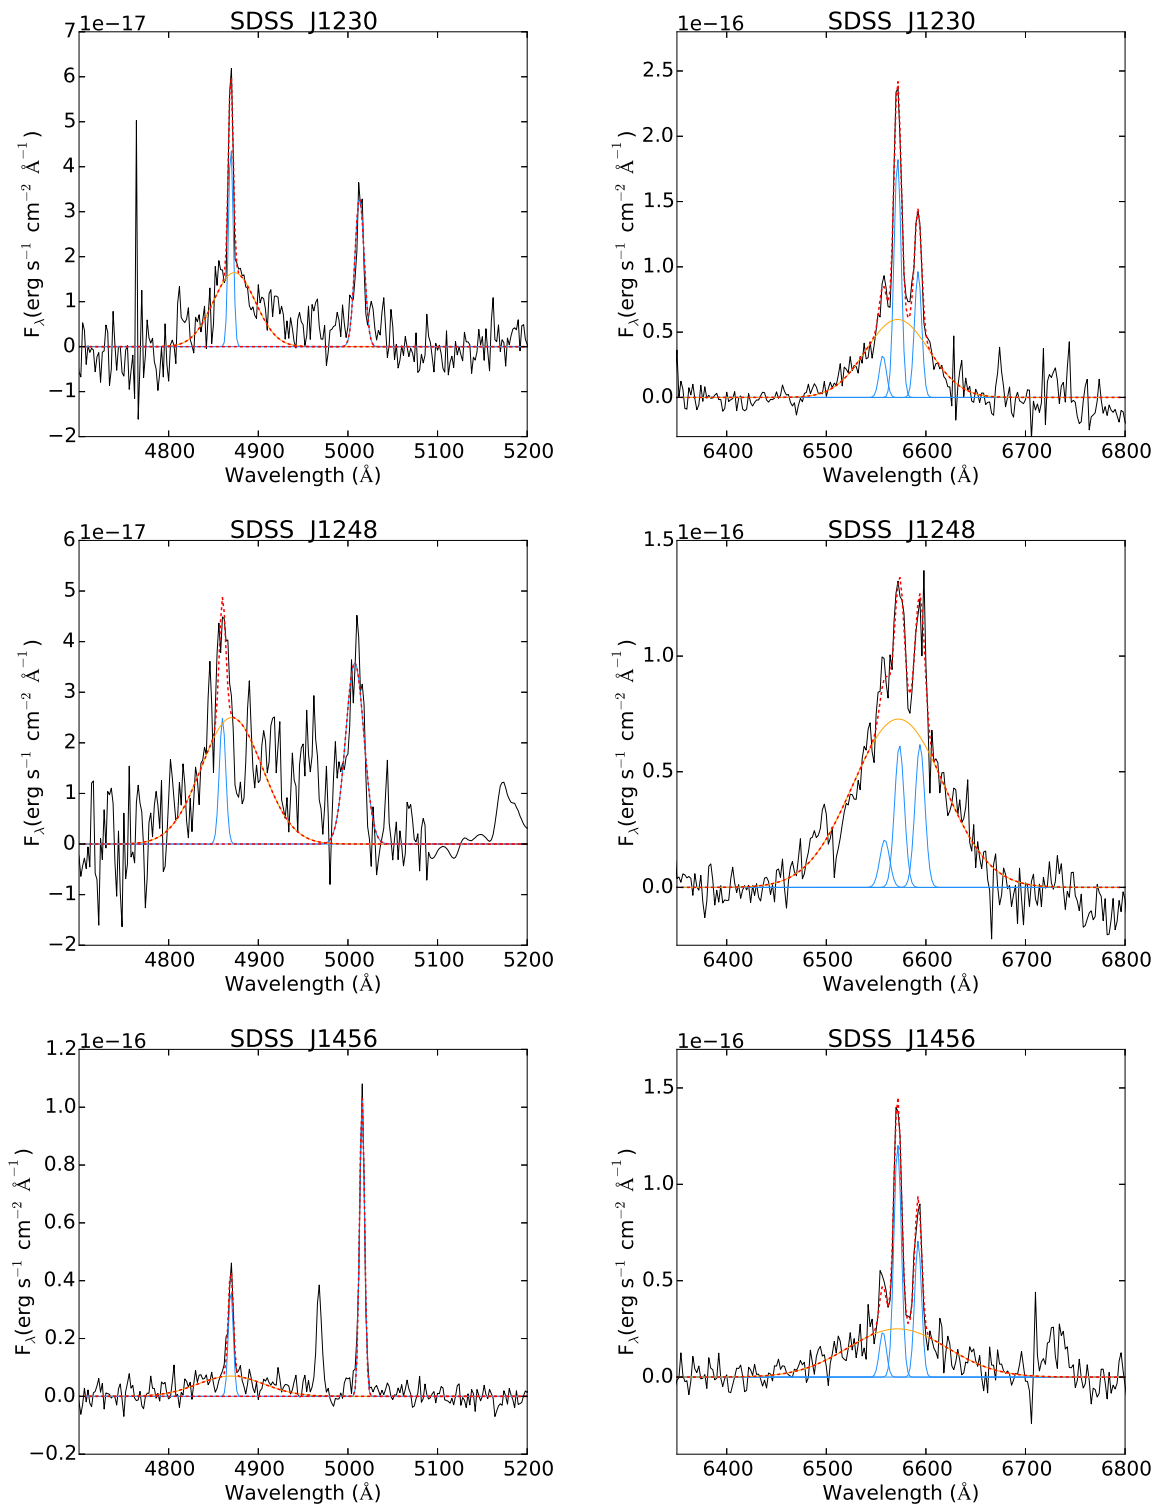 1e−17 SDSS J1230
7
6
5
4
3
2
1
0
−1
−2
4800 4900 5000 5100 5200
Wavelength (Å)
F_λ(erg s⁻¹ cm⁻² Å⁻¹)
1e−16 SDSS J1230
2.5
2.0
1.5
1.0
0.5
0.0
6400 6500 6600 6700 6800
Wavelength (Å)
F_λ(erg s⁻¹ cm⁻² Å⁻¹)
1e−17 SDSS J1248
6
5
4
3
2
1
0
−1
−2
4800 4900 5000 5100 5200
Wavelength (Å)
F_λ(erg s⁻¹ cm⁻² Å⁻¹)
1e−16 SDSS J1248
1.5
1.0
0.5
0.0
6400 6500 6600 6700 6800
Wavelength (Å)
F_λ(erg s⁻¹ cm⁻² Å⁻¹)
1e−16 SDSS J1456
1.2
1.0
0.8
0.6
0.4
0.2
0.0
−0.2
4800 4900 5000 5100 5200
Wavelength (Å)
F_λ(erg s⁻¹ cm⁻² Å⁻¹)
1e−16 SDSS J1456
1.5
1.0
0.5
0.0
6400 6500 6600 6700 6800
Wavelength (Å)
F_λ(erg s⁻¹ cm⁻² Å⁻¹)